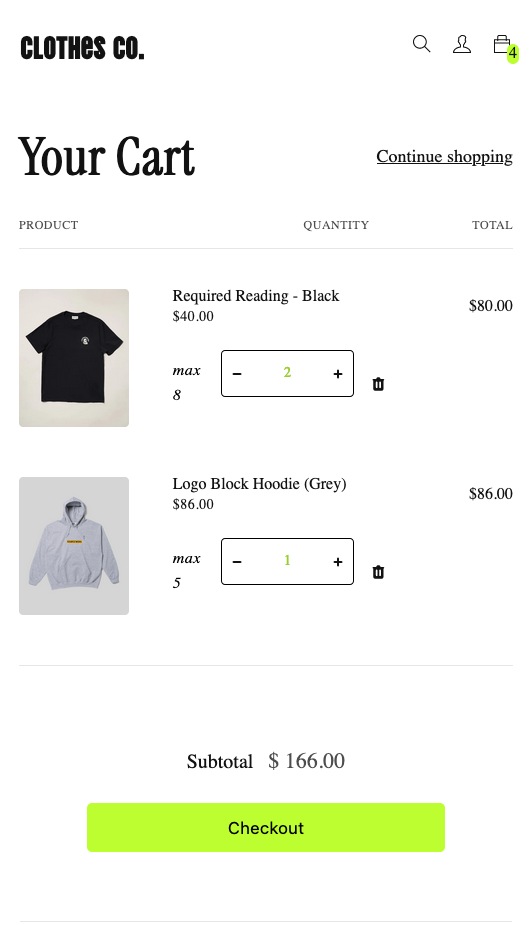 CLOTHES CO.
4
Your Cart
Continue shopping
PRODUCT QUANTITY TOTAL
Required Reading - Black
$40.00
$80.00
max
8
− 2 +
Logo Block Hoodie (Grey)
$86.00
$86.00
max
5
− 1 +
Subtotal $ 166.00
Checkout